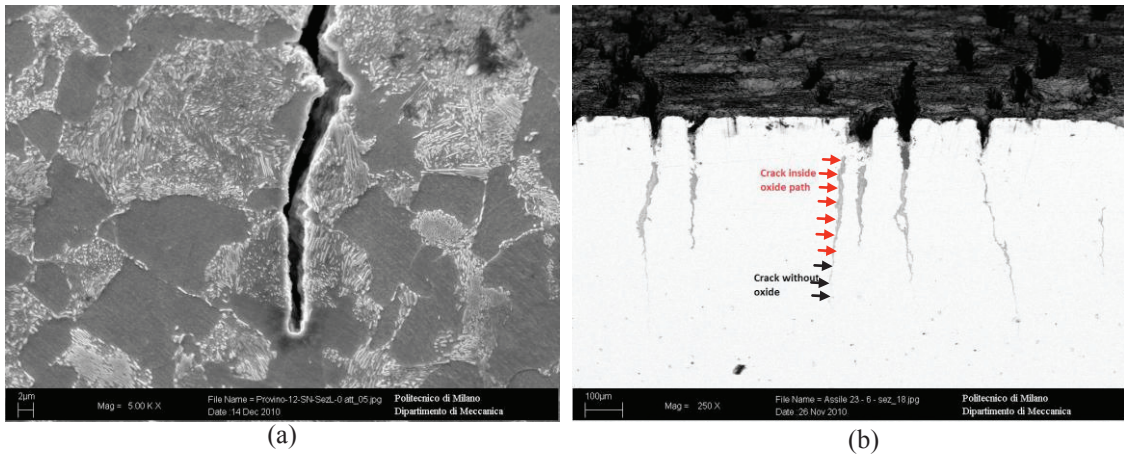 Crack inside
oxide path
Crack without
oxide
2µm
Mag = 5.00 K X
File Name = Provino-12-SN-SezL-0 att_05.jpg
Date :14 Dec 2010
Politecnico di Milano
Dipartimento di Meccanica
100µm
Mag = 250 X
File Name = Assile 23 - 6 - sez_18.jpg
Date :26 Nov 2010
Politecnico di Milano
Dipartimento di Meccanica
(a)
(b)